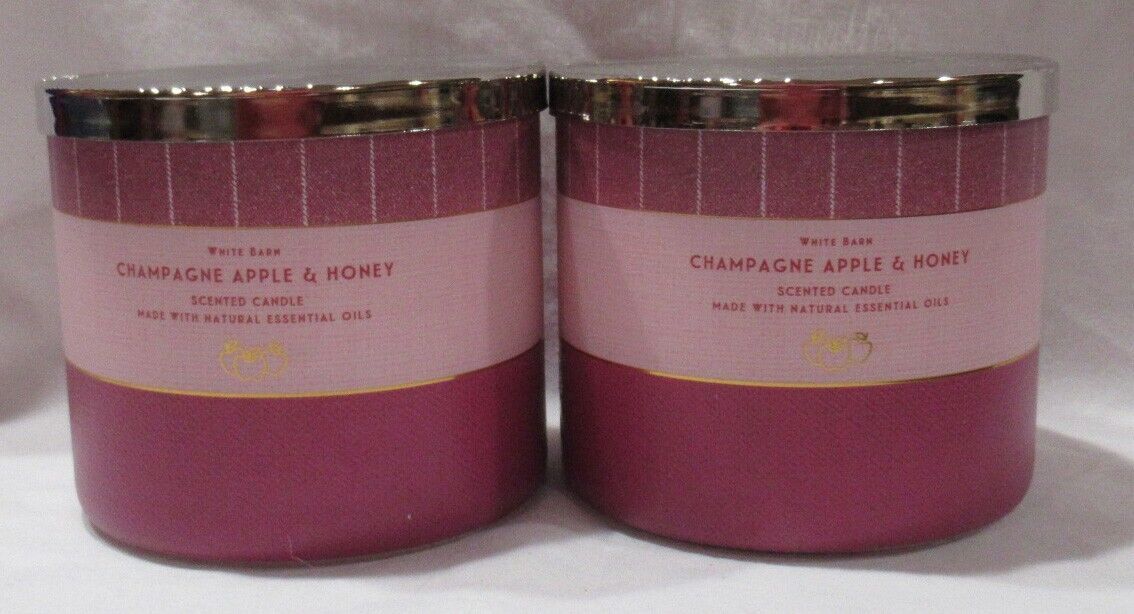 White Barn
CHAMPAGNE APPLE & HONEY
SCENTED CANDLE
MADE WITH NATURAL ESSENTIAL OILS
White Barn
CHAMPAGNE APPLE & HONEY
SCENTED CANDLE
MADE WITH NATURAL ESSENTIAL OILS